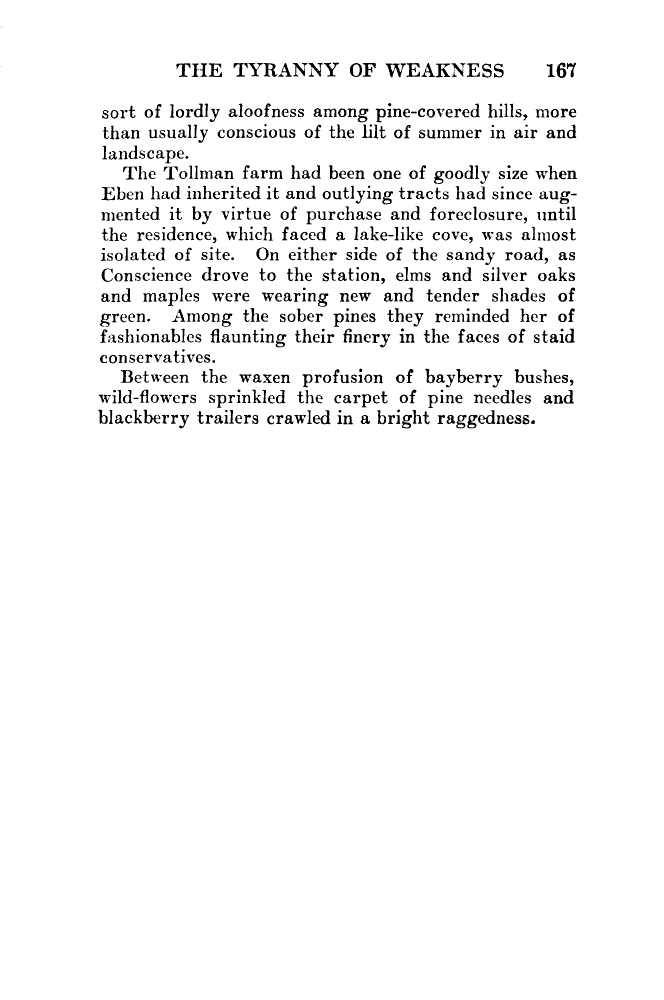 THE TYRANNY OF WEAKNESS 167
sort of lordly aloofness among pine-covered hills, more
than usually conscious of the lilt of summer in air and
landscape.
The Tollman farm had been one of goodly size when
Eben had inherited it and outlying tracts had since aug-
mented it by virtue of purchase and foreclosure, until
the residence, which faced a lake-like cove, was almost
isolated of site. On either side of the sandy road, as
Conscience drove to the station, elms and silver oaks
and maples were wearing new and tender shades of
green. Among the sober pines they reminded her of
fashionables flaunting their finery in the faces of staid
conservatives.
Between the waxen profusion of bayberry bushes,
wild-flowers sprinkled the carpet of pine needles and
blackberry trailers crawled in a bright raggedness.